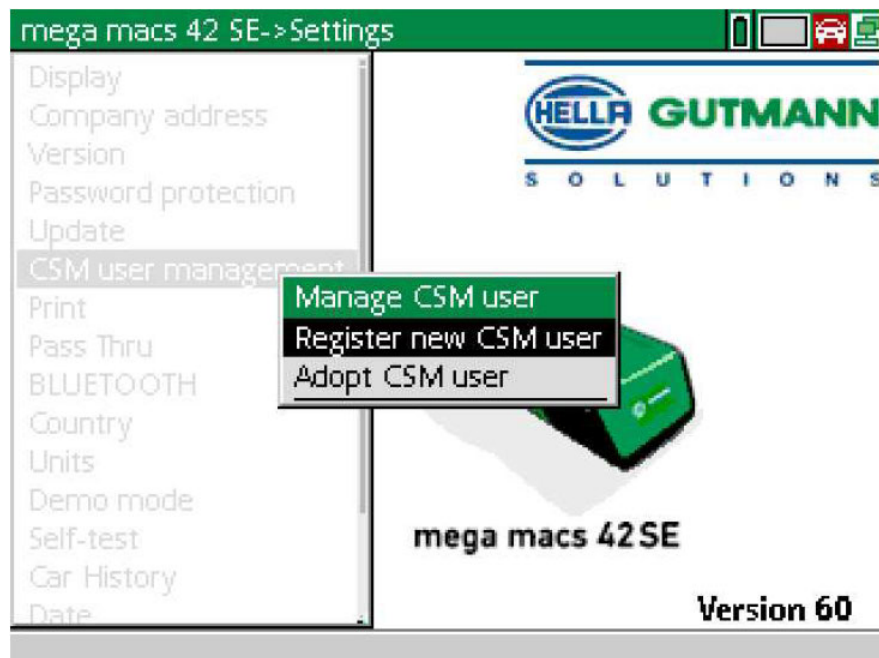 mega macs 42 SE->Settings
Display
Company address
Version
Password protection
Update
CSM user management
Print
Pass Thru
BLUETOOTH
Country
Units
Demo mode
Self-test
Car History
Date
Manage CSM user
Register new CSM user
Adopt CSM user
HELLA GUTMANN
SOLUTIONS
mega macs 42SE
Version 60